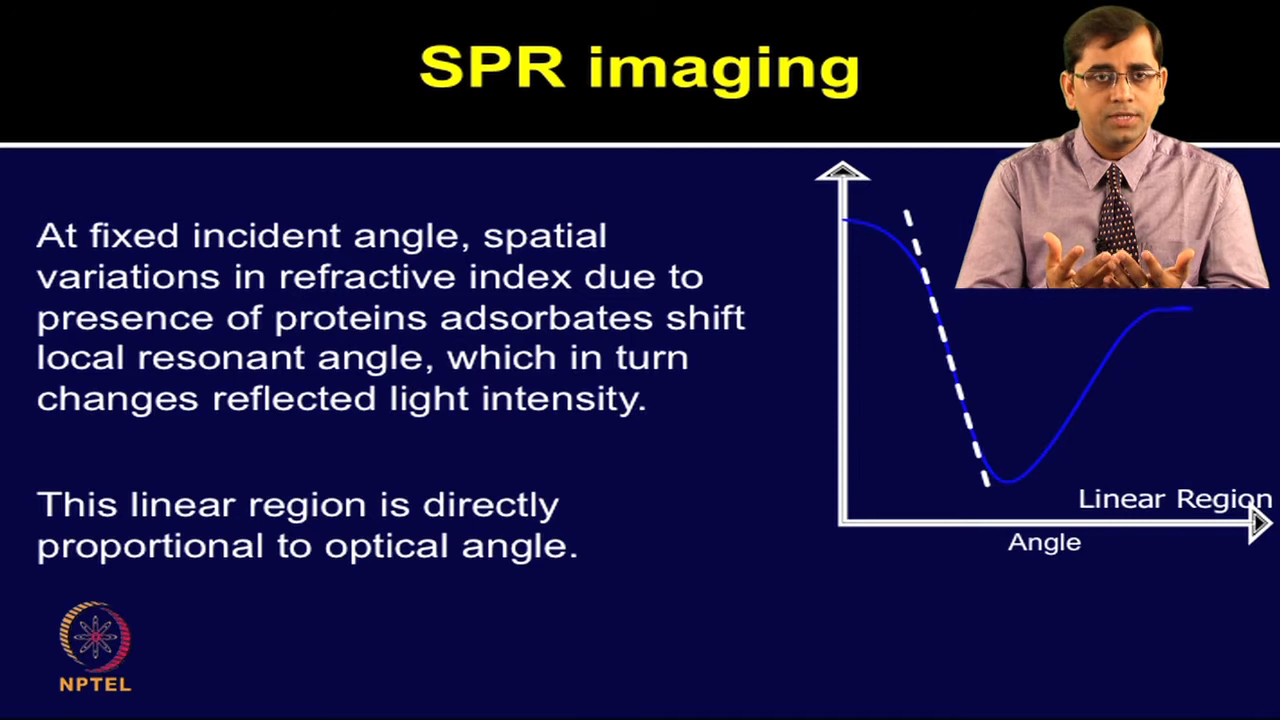 SPR imaging
At fixed incident angle, spatial
variations in refractive index due to
presence of proteins adsorbates shift
local resonant angle, which in turn
changes reflected light intensity.
This linear region is directly
proportional to optical angle.
Linear Region
Angle
NPTEL